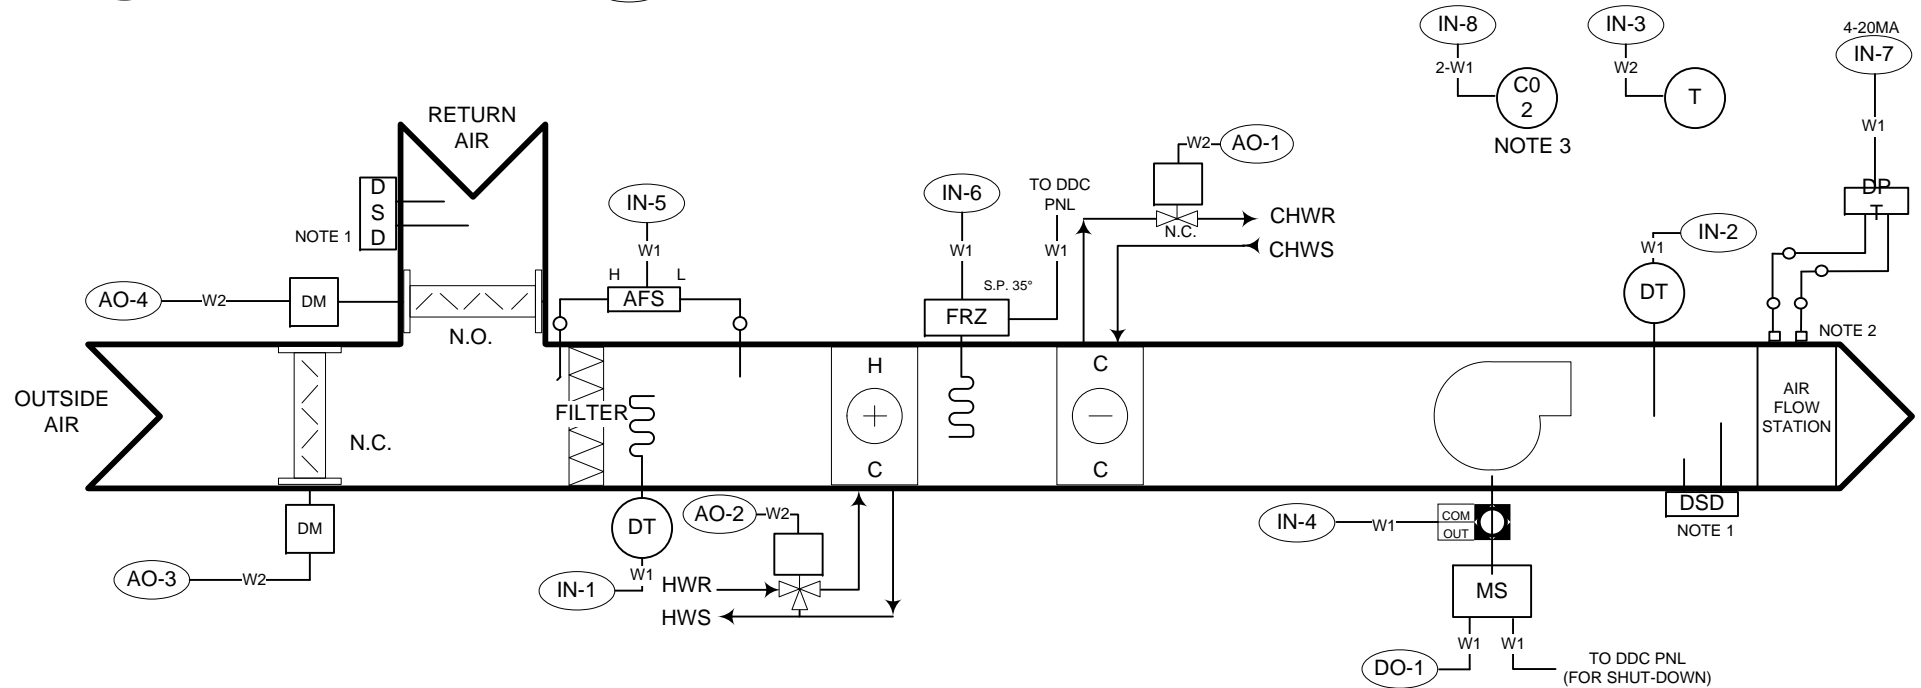 IN-8
IN-3
4-20MA
IN-7
2-W1
W2
C0
2
T
NOTE 3
W1
DP
T
RETURN
AIR
D
S
D
NOTE 1
IN-5
W1
H
L
AFS
IN-6
W1
TO DDC
PNL
W1
S.P. 35°
FRZ
W2
AO-1
N.C.
CHWR
CHWS
IN-2
W1
DT
NOTE 2
AO-4
W2
DM
N.O.
OUTSIDE
AIR
N.C.
FILTER
H
C
C
C
AIR
FLOW
STATION
DM
AO-3
W2
DT
W1
IN-1
AO-2
W2
HWR
HWS
IN-4
W1
COM
OUT
MS
W1
W1
DO-1
TO DDC PNL
(FOR SHUT-DOWN)
DSD
NOTE 1